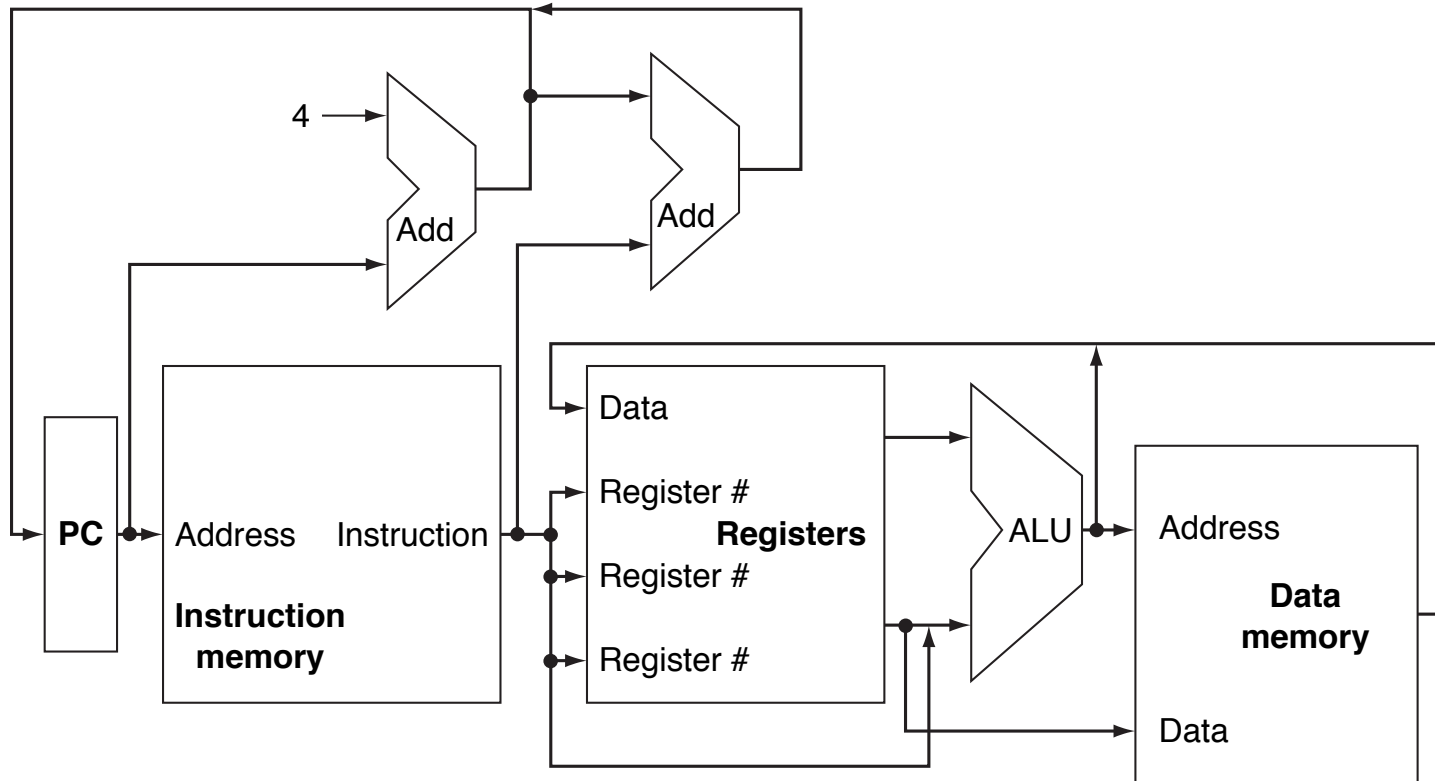 4
Add
Add
Data
Register #
PC
Address
Instruction
Registers
ALU
Address
Register #
Instruction
memory
Data
memory
Register #
Data